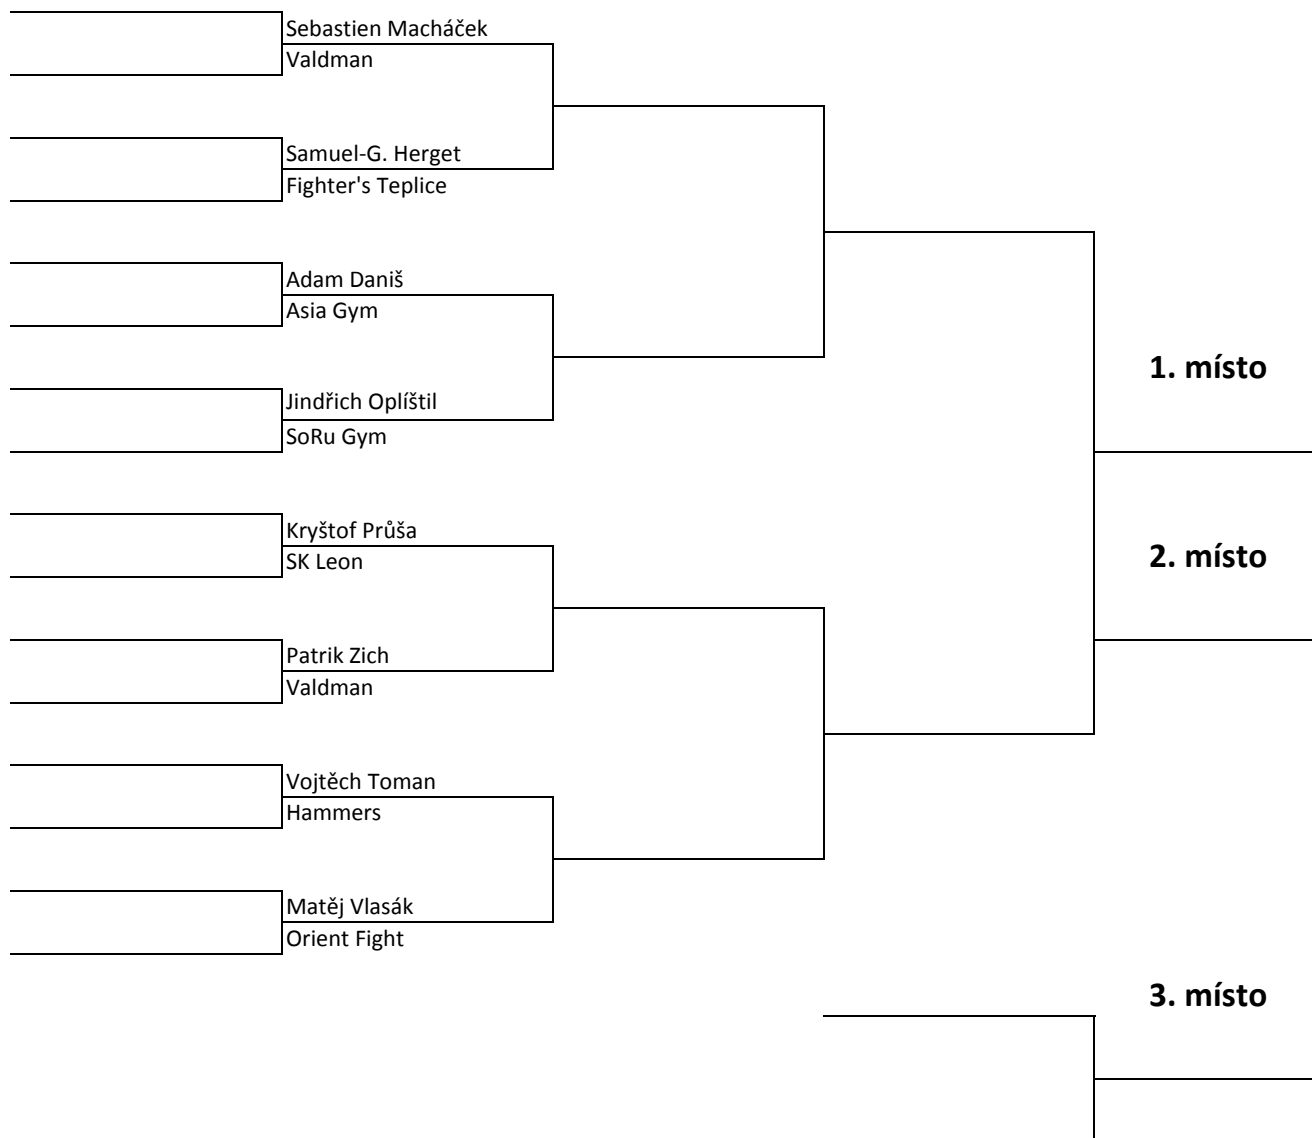 Sebastien Macháček
Valdman
Samuel-G. Herget
Fighter's Teplice
Adam Daniš
Asia Gym
Jindřich Oplíštil
SoRu Gym
Kryštof Průša
SK Leon
Patrik Zich
Valdman
Vojtěch Toman
Hammers
Matěj Vlasák
Orient Fight
1. místo
2. místo
3. místo